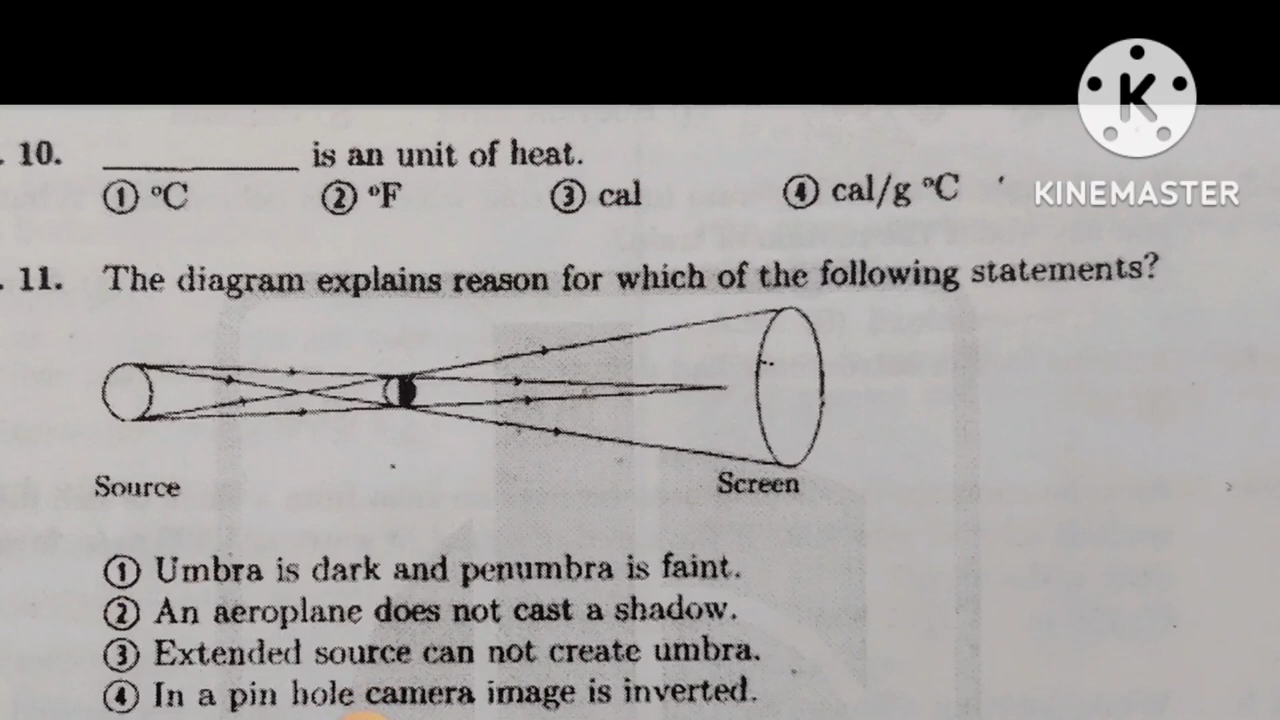 KINEMASTER
. 10. __________ is an unit of heat.
① ºC ② ºF ③ cal ④ cal/g ºC
. 11. The diagram explains reason for which of the following statements?
Source Screen
① Umbra is dark and penumbra is faint.
② An aeroplane does not cast a shadow.
③ Extended source can not create umbra.
④ In a pin hole camera image is inverted.